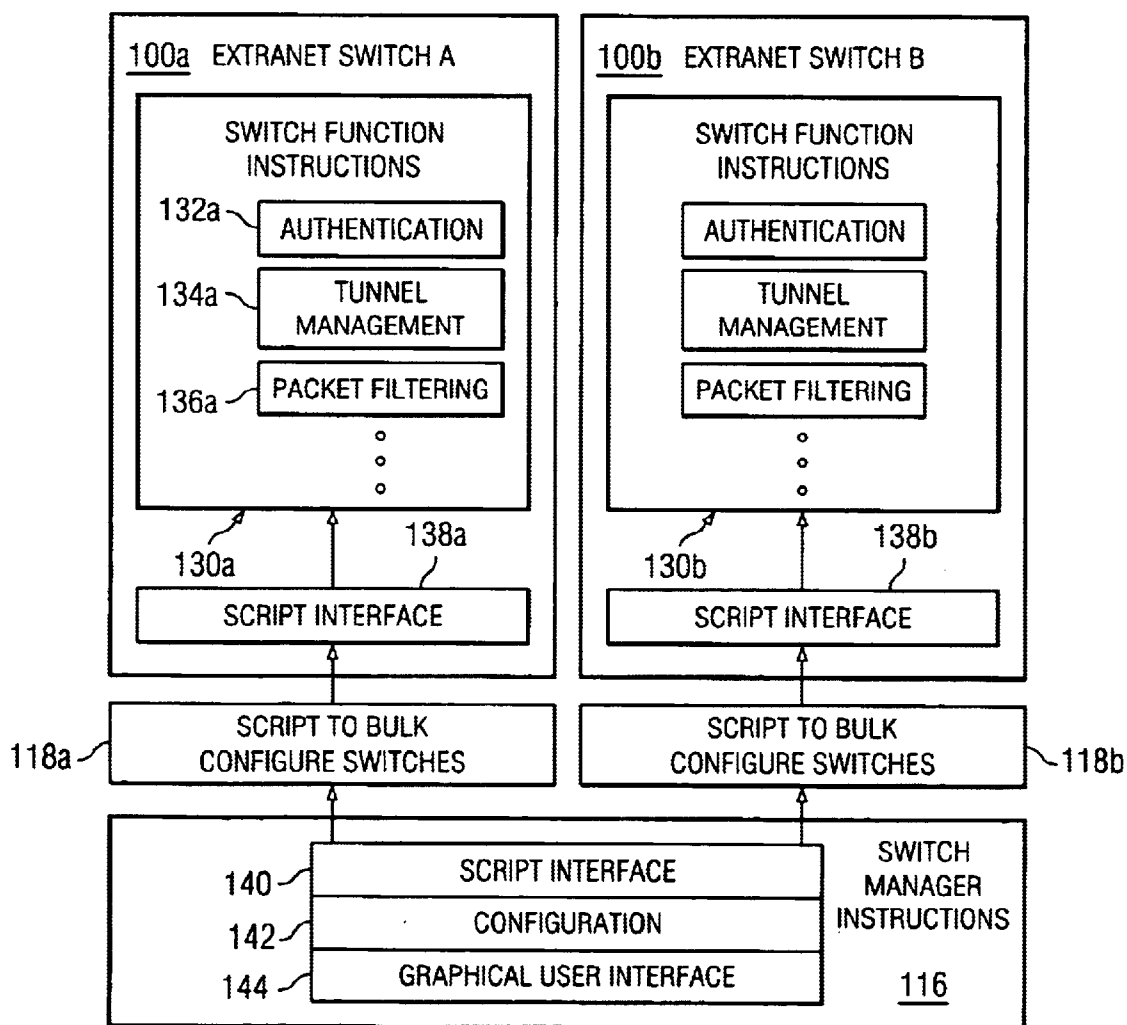 100a EXTRANET SWITCH A
SWITCH FUNCTION
INSTRUCTIONS
132a
AUTHENTICATION
134a
TUNNEL
MANAGEMENT
136a
PACKET FILTERING
130a
138a
SCRIPT INTERFACE
100b EXTRANET SWITCH B
SWITCH FUNCTION
INSTRUCTIONS
AUTHENTICATION
TUNNEL
MANAGEMENT
PACKET FILTERING
130b
138b
SCRIPT INTERFACE
118a
SCRIPT TO BULK
CONFIGURE SWITCHES
SCRIPT TO BULK
CONFIGURE SWITCHES
118b
140
SCRIPT INTERFACE
142
CONFIGURATION
144
GRAPHICAL USER INTERFACE
SWITCH
MANAGER
INSTRUCTIONS
116